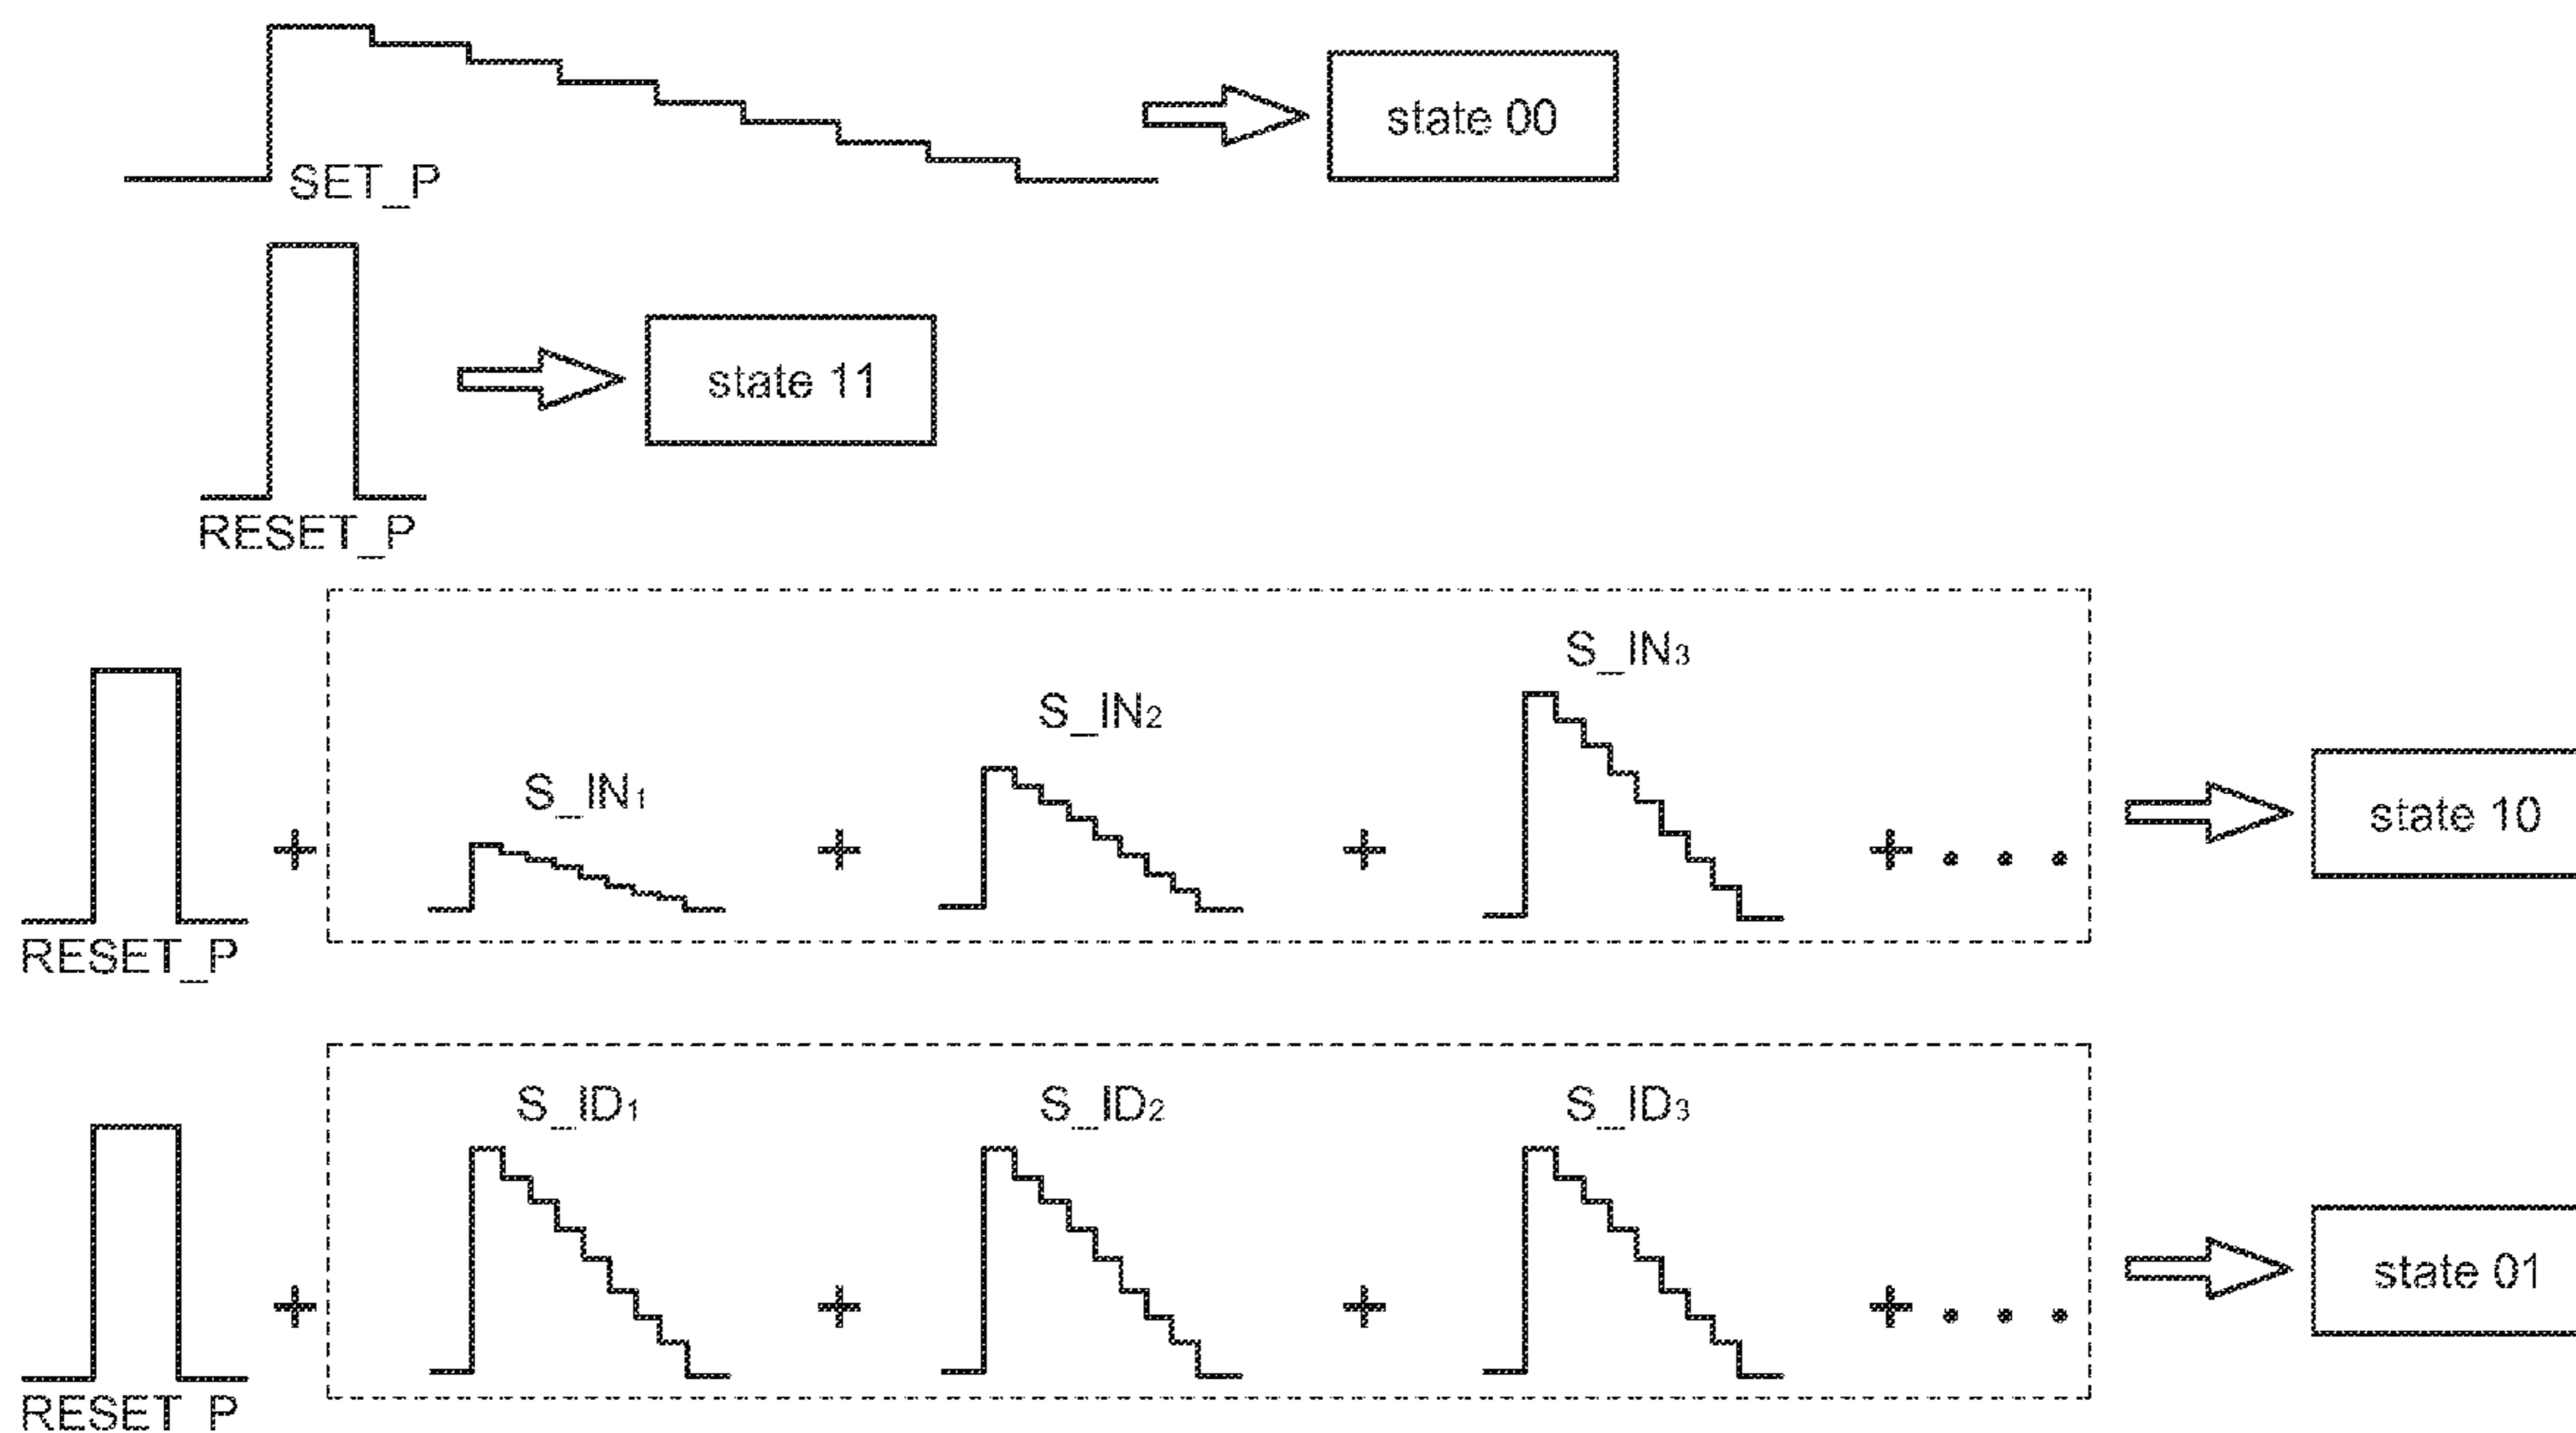 SET_P
state 00
state 11
RESET_P
S_IN₃
S_IN₂
S_IN₁
+ + + + . . .
state 10
RESET_P
S_ID₁ S_ID₂ S_ID₃
+ + + + . . .
state 01
RESET_P